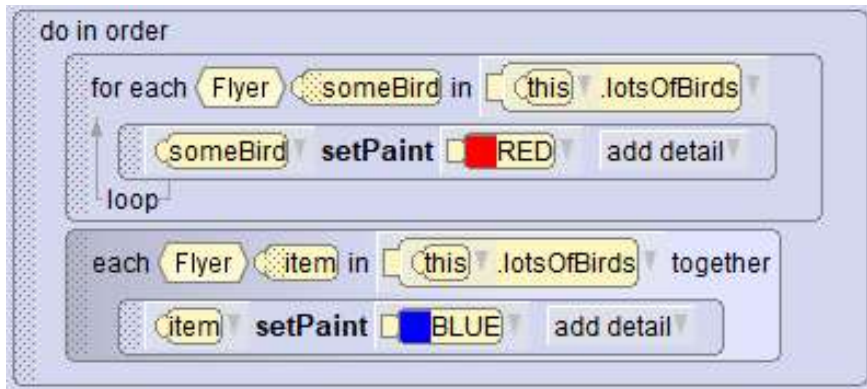 do in order
for each Flyer someBird in this .lotsOfBirds
someBird setPaint RED add detail
loop
each Flyer item in this .lotsOfBirds together
item setPaint BLUE add detail